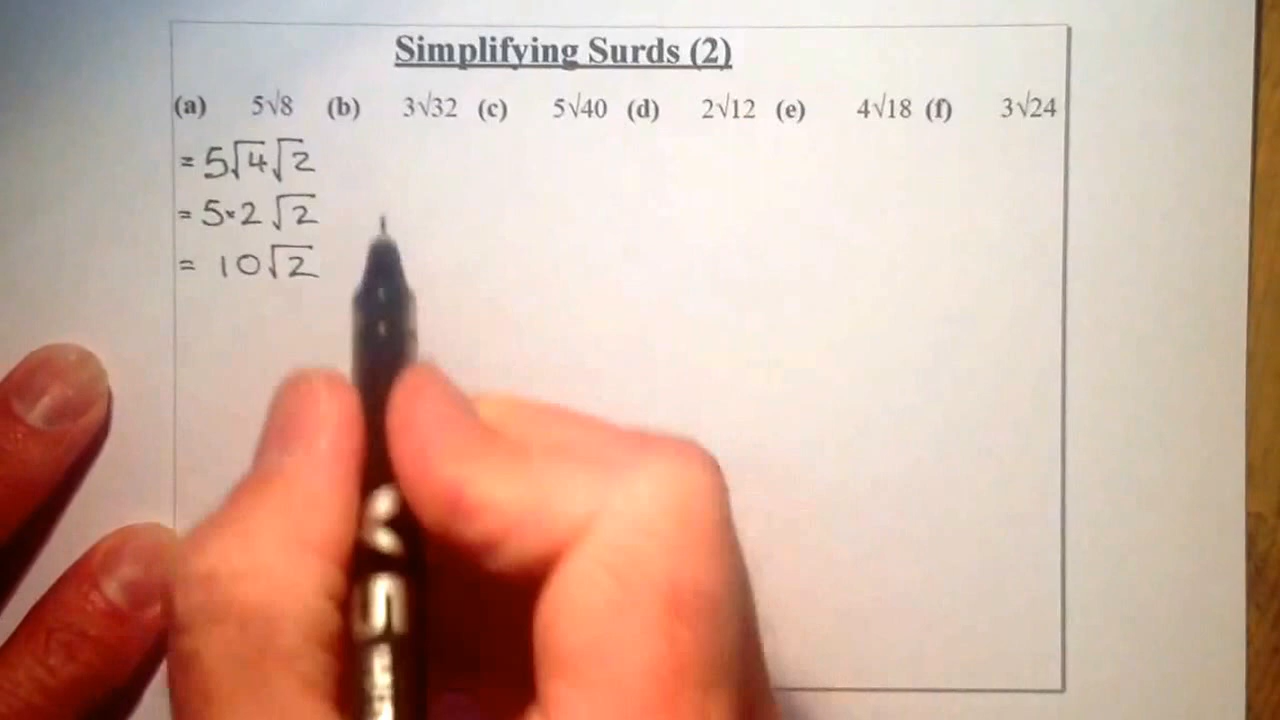 Simplifying Surds (2)
(a) 5√8 (b) 3√32 (c) 5√40 (d) 2√12 (e) 4√18 (f) 3√24
= 5√4√2
= 5×2√2
= 10√2